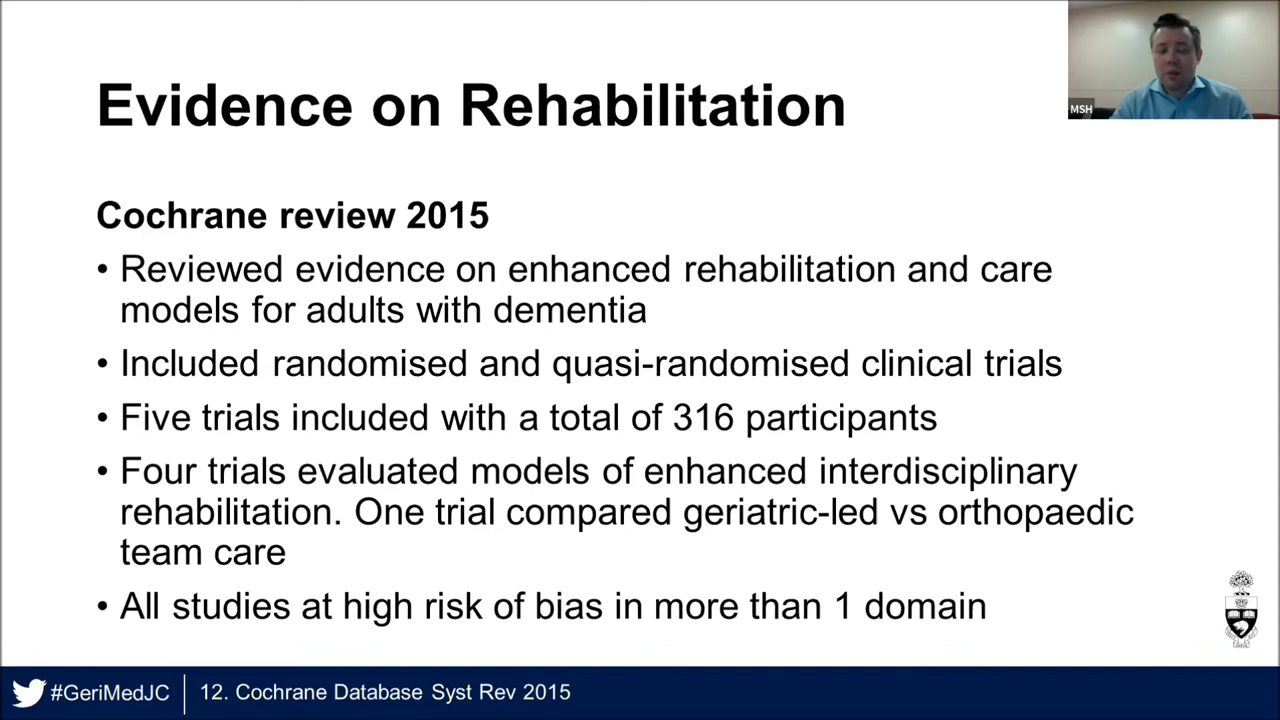 Evidence on Rehabilitation
MSH
Cochrane review 2015
• Reviewed evidence on enhanced rehabilitation and care
models for adults with dementia
• Included randomised and quasi-randomised clinical trials
• Five trials included with a total of 316 participants
• Four trials evaluated models of enhanced interdisciplinary
rehabilitation. One trial compared geriatric-led vs orthopaedic
team care
• All studies at high risk of bias in more than 1 domain
#GeriMedJC
12. Cochrane Database Syst Rev 2015